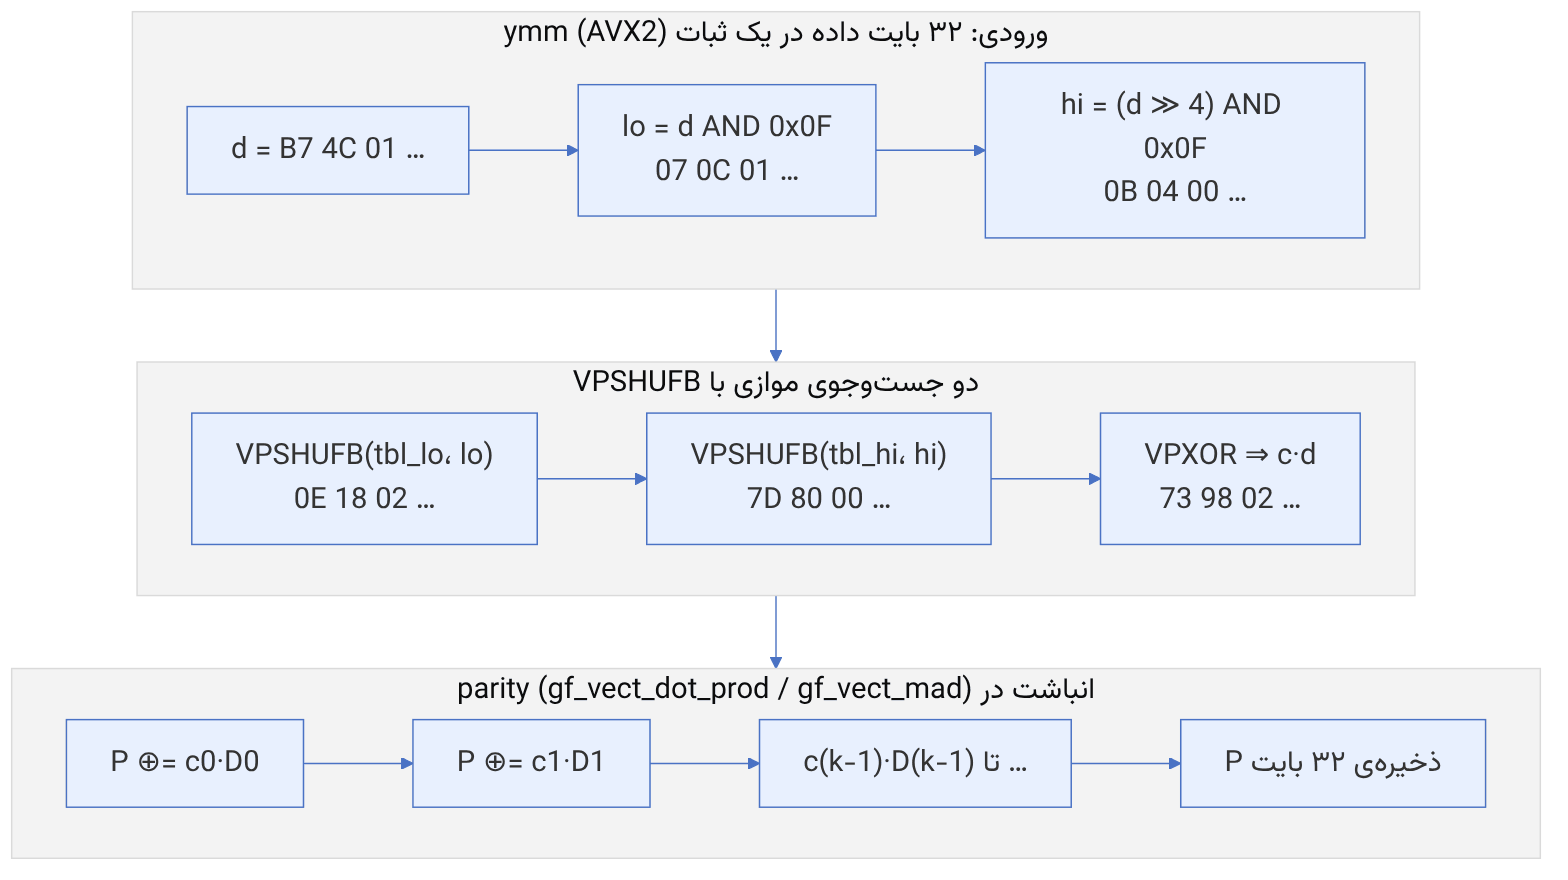 ورودی: ۳۲ بایت داده در یک ثبات ymm (AVX2)
d = B7 4C 01 …
lo = d AND 0x0F
07 0C 01 …
hi = (d ≫ 4) AND
0x0F
0B 04 00 …
دو جست‌وجوی موازی با VPSHUFB
VPSHUFB(tbl_lo، lo)
0E 18 02 …
VPSHUFB(tbl_hi، hi)
7D 80 00 …
VPXOR ⇒ c·d
73 98 02 …
انباشت در parity (gf_vect_dot_prod / gf_vect_mad)
P ⊕= c0·D0
P ⊕= c1·D1
… تا c(k-1)·D(k-1)
ذخیره‌ی ۳۲ بایت P